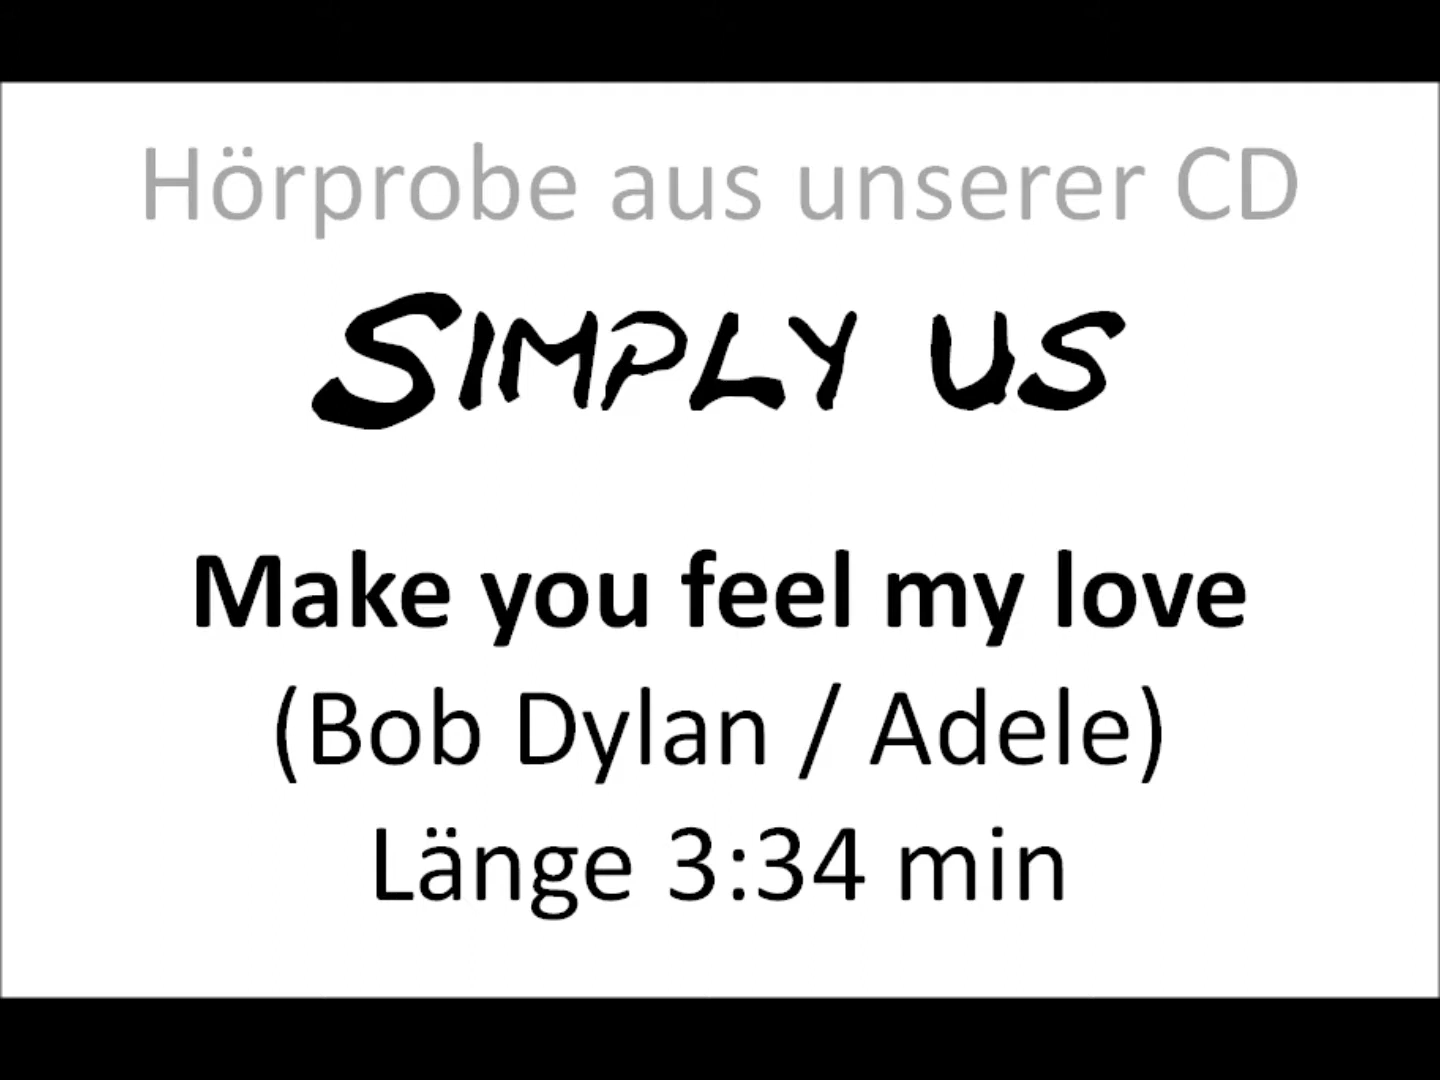 Hörprobe aus unserer CD
SIMPLY US
Make you feel my love
(Bob Dylan / Adele)
Länge 3:34 min